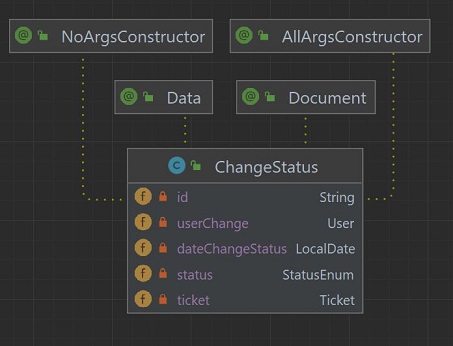 NoArgsConstructor
AllArgsConstructor
Data
Document
ChangeStatus
id String
userChange User
dateChangeStatus LocalDate
status StatusEnum
ticket Ticket